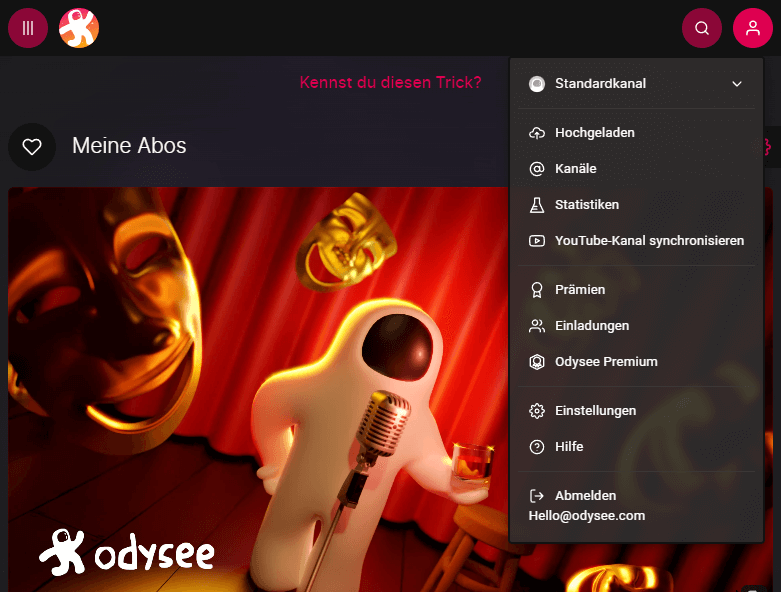 Kennst du diesen Trick?
Meine Abos
Standardkanal
Hochgeladen
Kanäle
Statistiken
YouTube-Kanal synchronisieren
Prämien
Einladungen
Odysee Premium
Einstellungen
Hilfe
Abmelden
Hello@odysee.com
odysee